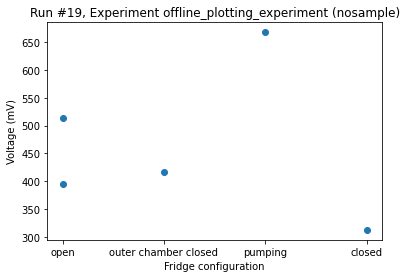 Run #19, Experiment offline_plotting_experiment (nosample)
650
600
550
500
450
400
350
300
Voltage (mV)
open
outer chamber closed
pumping
closed
Fridge configuration